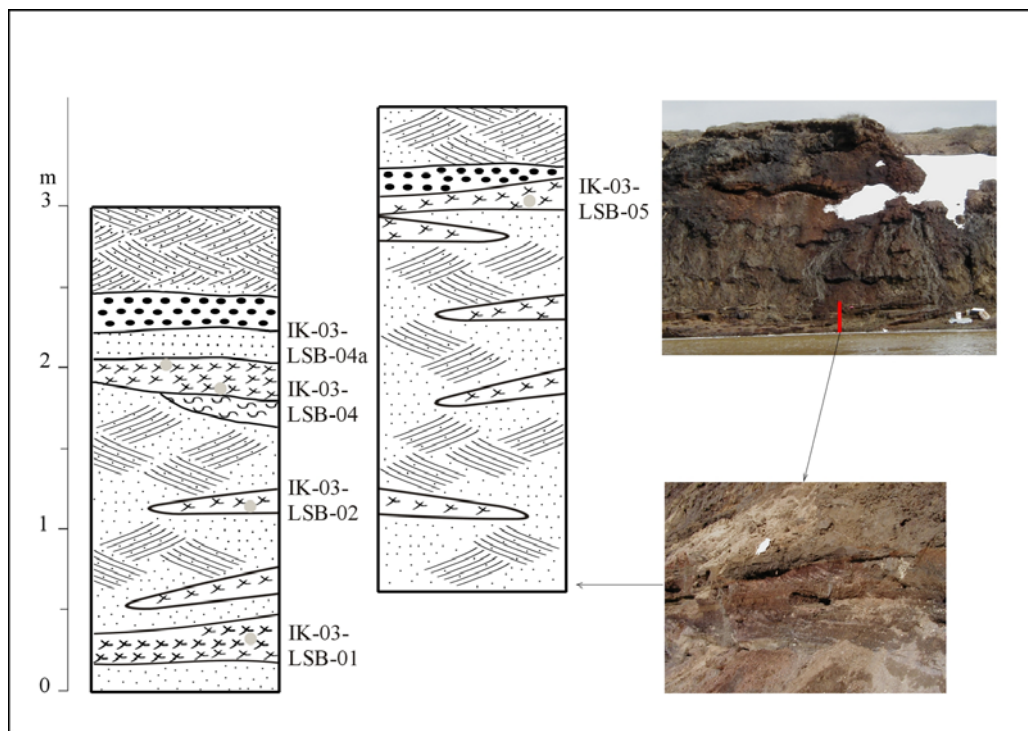 m
3
2
1
0
IK-03-
LSB-04a
IK-03-
LSB-04
IK-03-
LSB-02
IK-03-
LSB-01
IK-03-
LSB-05